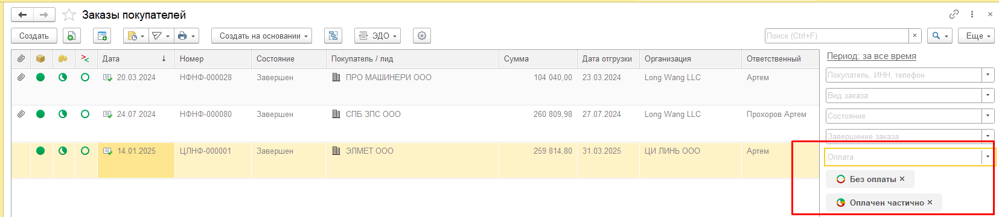 Заказы покупателей
Создать
Создать на основании
ЭДО
Поиск (Ctrl+F)
Еще
Дата ↓ Номер Состояние Покупатель / лид Сумма Дата отгрузки Организация Ответственный
20.03.2024 НФНФ-000028 Завершен ПРО МАШИНЕРИ ООО 104 040,00 23.03.2024 Long Wang LLC Артем
24.07.2024 НФНФ-000080 Завершен СПБ ЗПС ООО 260 809,98 27.07.2024 Long Wang LLC Прохоров Артем
14.01.2025 ЦЛНФ-000001 Завершен ЭЛМЕТ ООО 259 814,80 31.03.2025 ЦИ ЛИНЬ ООО Артем
Период: за все время
Покупатель, ИНН, телефон
Вид заказа
Состояние
Завершение заказа
Оплата
Без оплаты ×
Оплачен частично ×